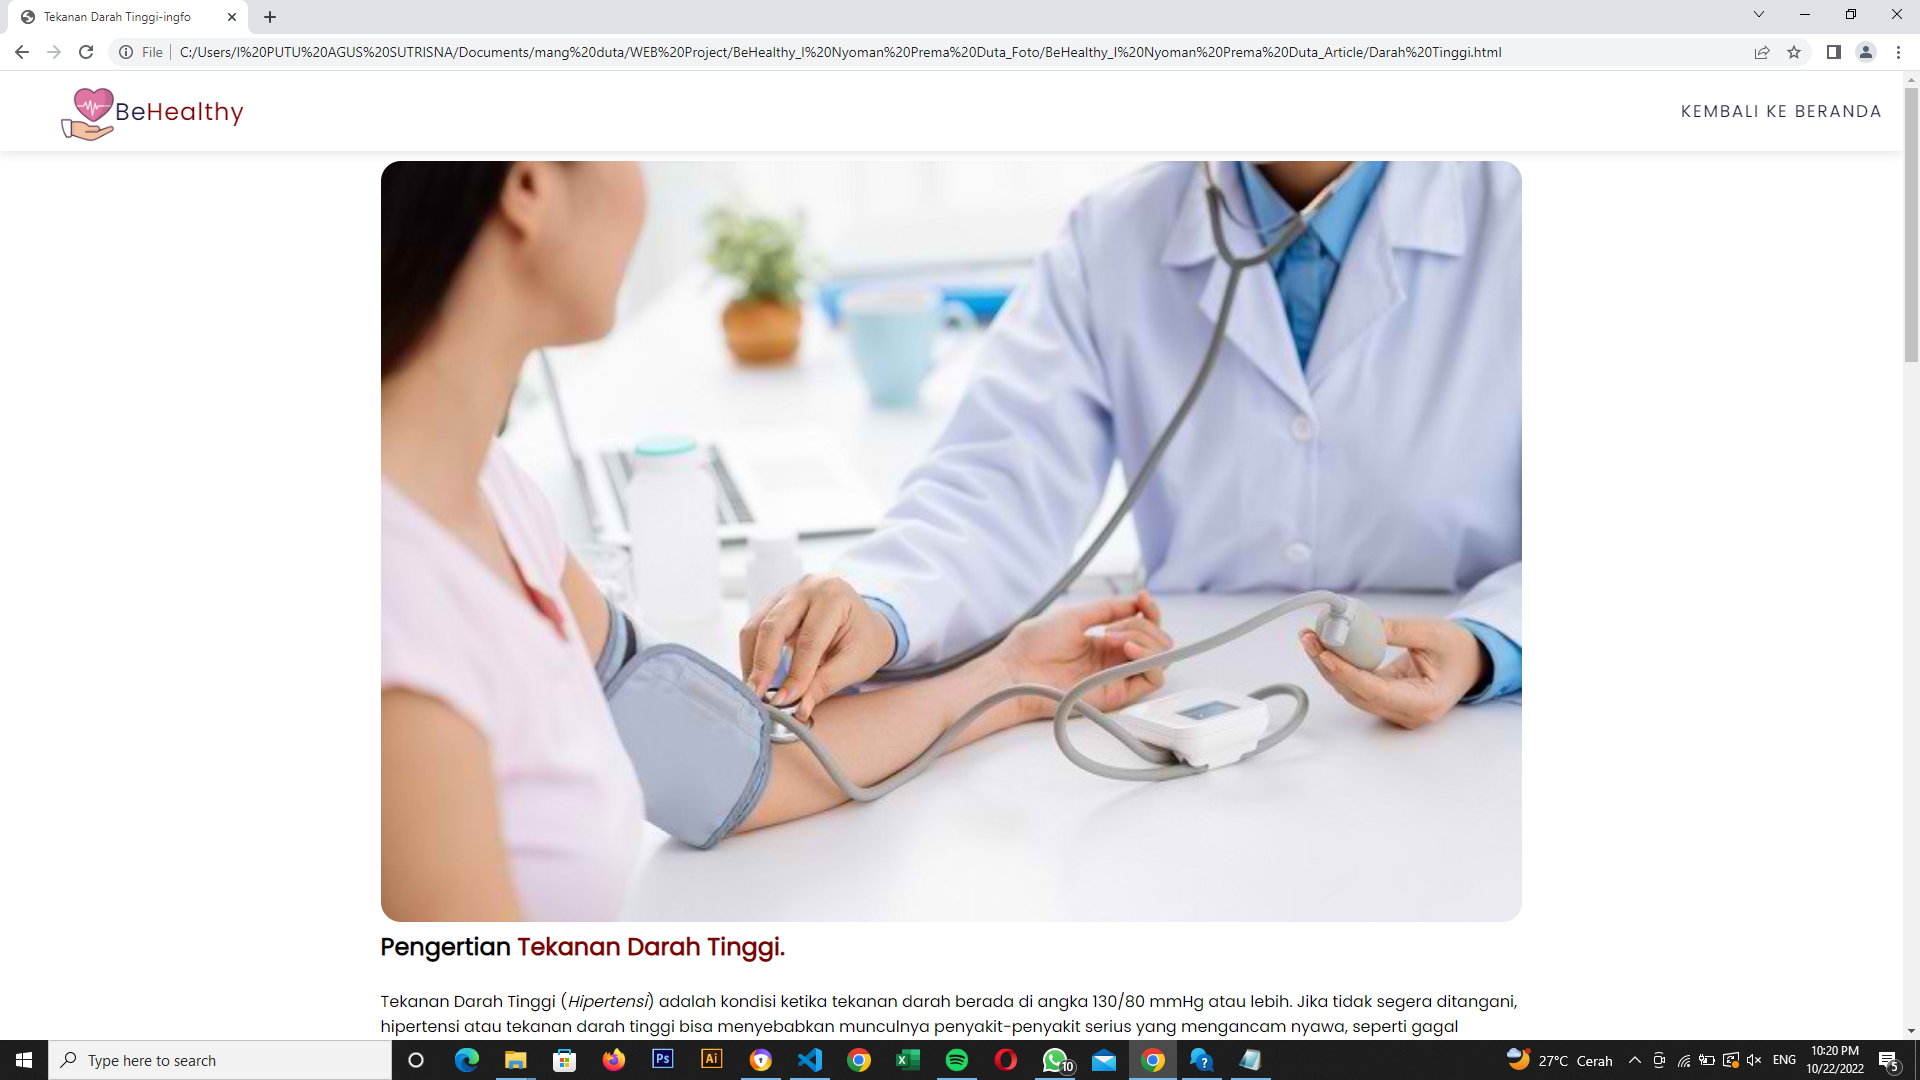 Tekanan Darah Tinggi-ingfo
File
C:/Users/I%20PUTU%20AGUS%20SUTRISNA/Documents/mang%20duta/WEB%20Project/BeHealthy_I%20Nyoman%20Prema%20Duta_Foto/BeHealthy_I%20Nyoman%20Prema%20Duta_Article/Darah%20Tinggi.html
BeHealthy
KEMBALI KE BERANDA
Pengertian Tekanan Darah Tinggi.
Tekanan Darah Tinggi (Hipertensi) adalah kondisi ketika tekanan darah berada di angka 130/80 mmHg atau lebih. Jika tidak segera ditangani,
hipertensi atau tekanan darah tinggi bisa menyebabkan munculnya penyakit-penyakit serius yang mengancam nyawa, seperti gagal
Type here to search
Ps
Ai
10
27°C Cerah
ENG
10:20 PM
10/22/2022
5